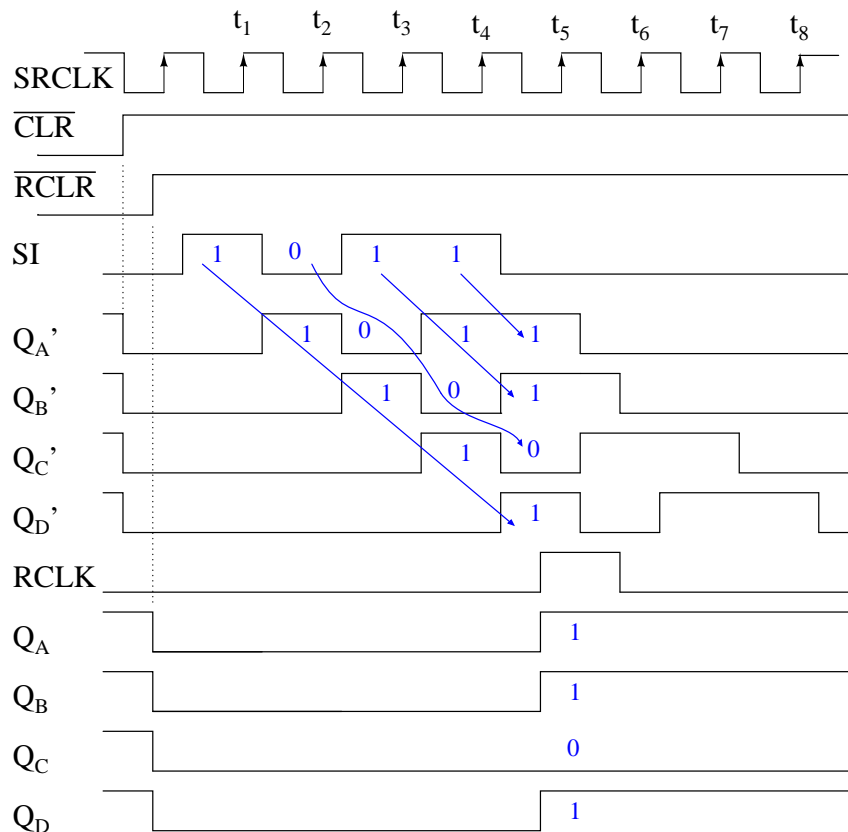 t1 t2 t3 t4 t5 t6 t7 t8
SRCLK
CLR
RCLR
SI 1 0 1 1
QA' 1 0 1 1
QB' 1 0 1
QC' 1 0
QD' 1
RCLK
QA 1
QB 1
QC 0
QD 1